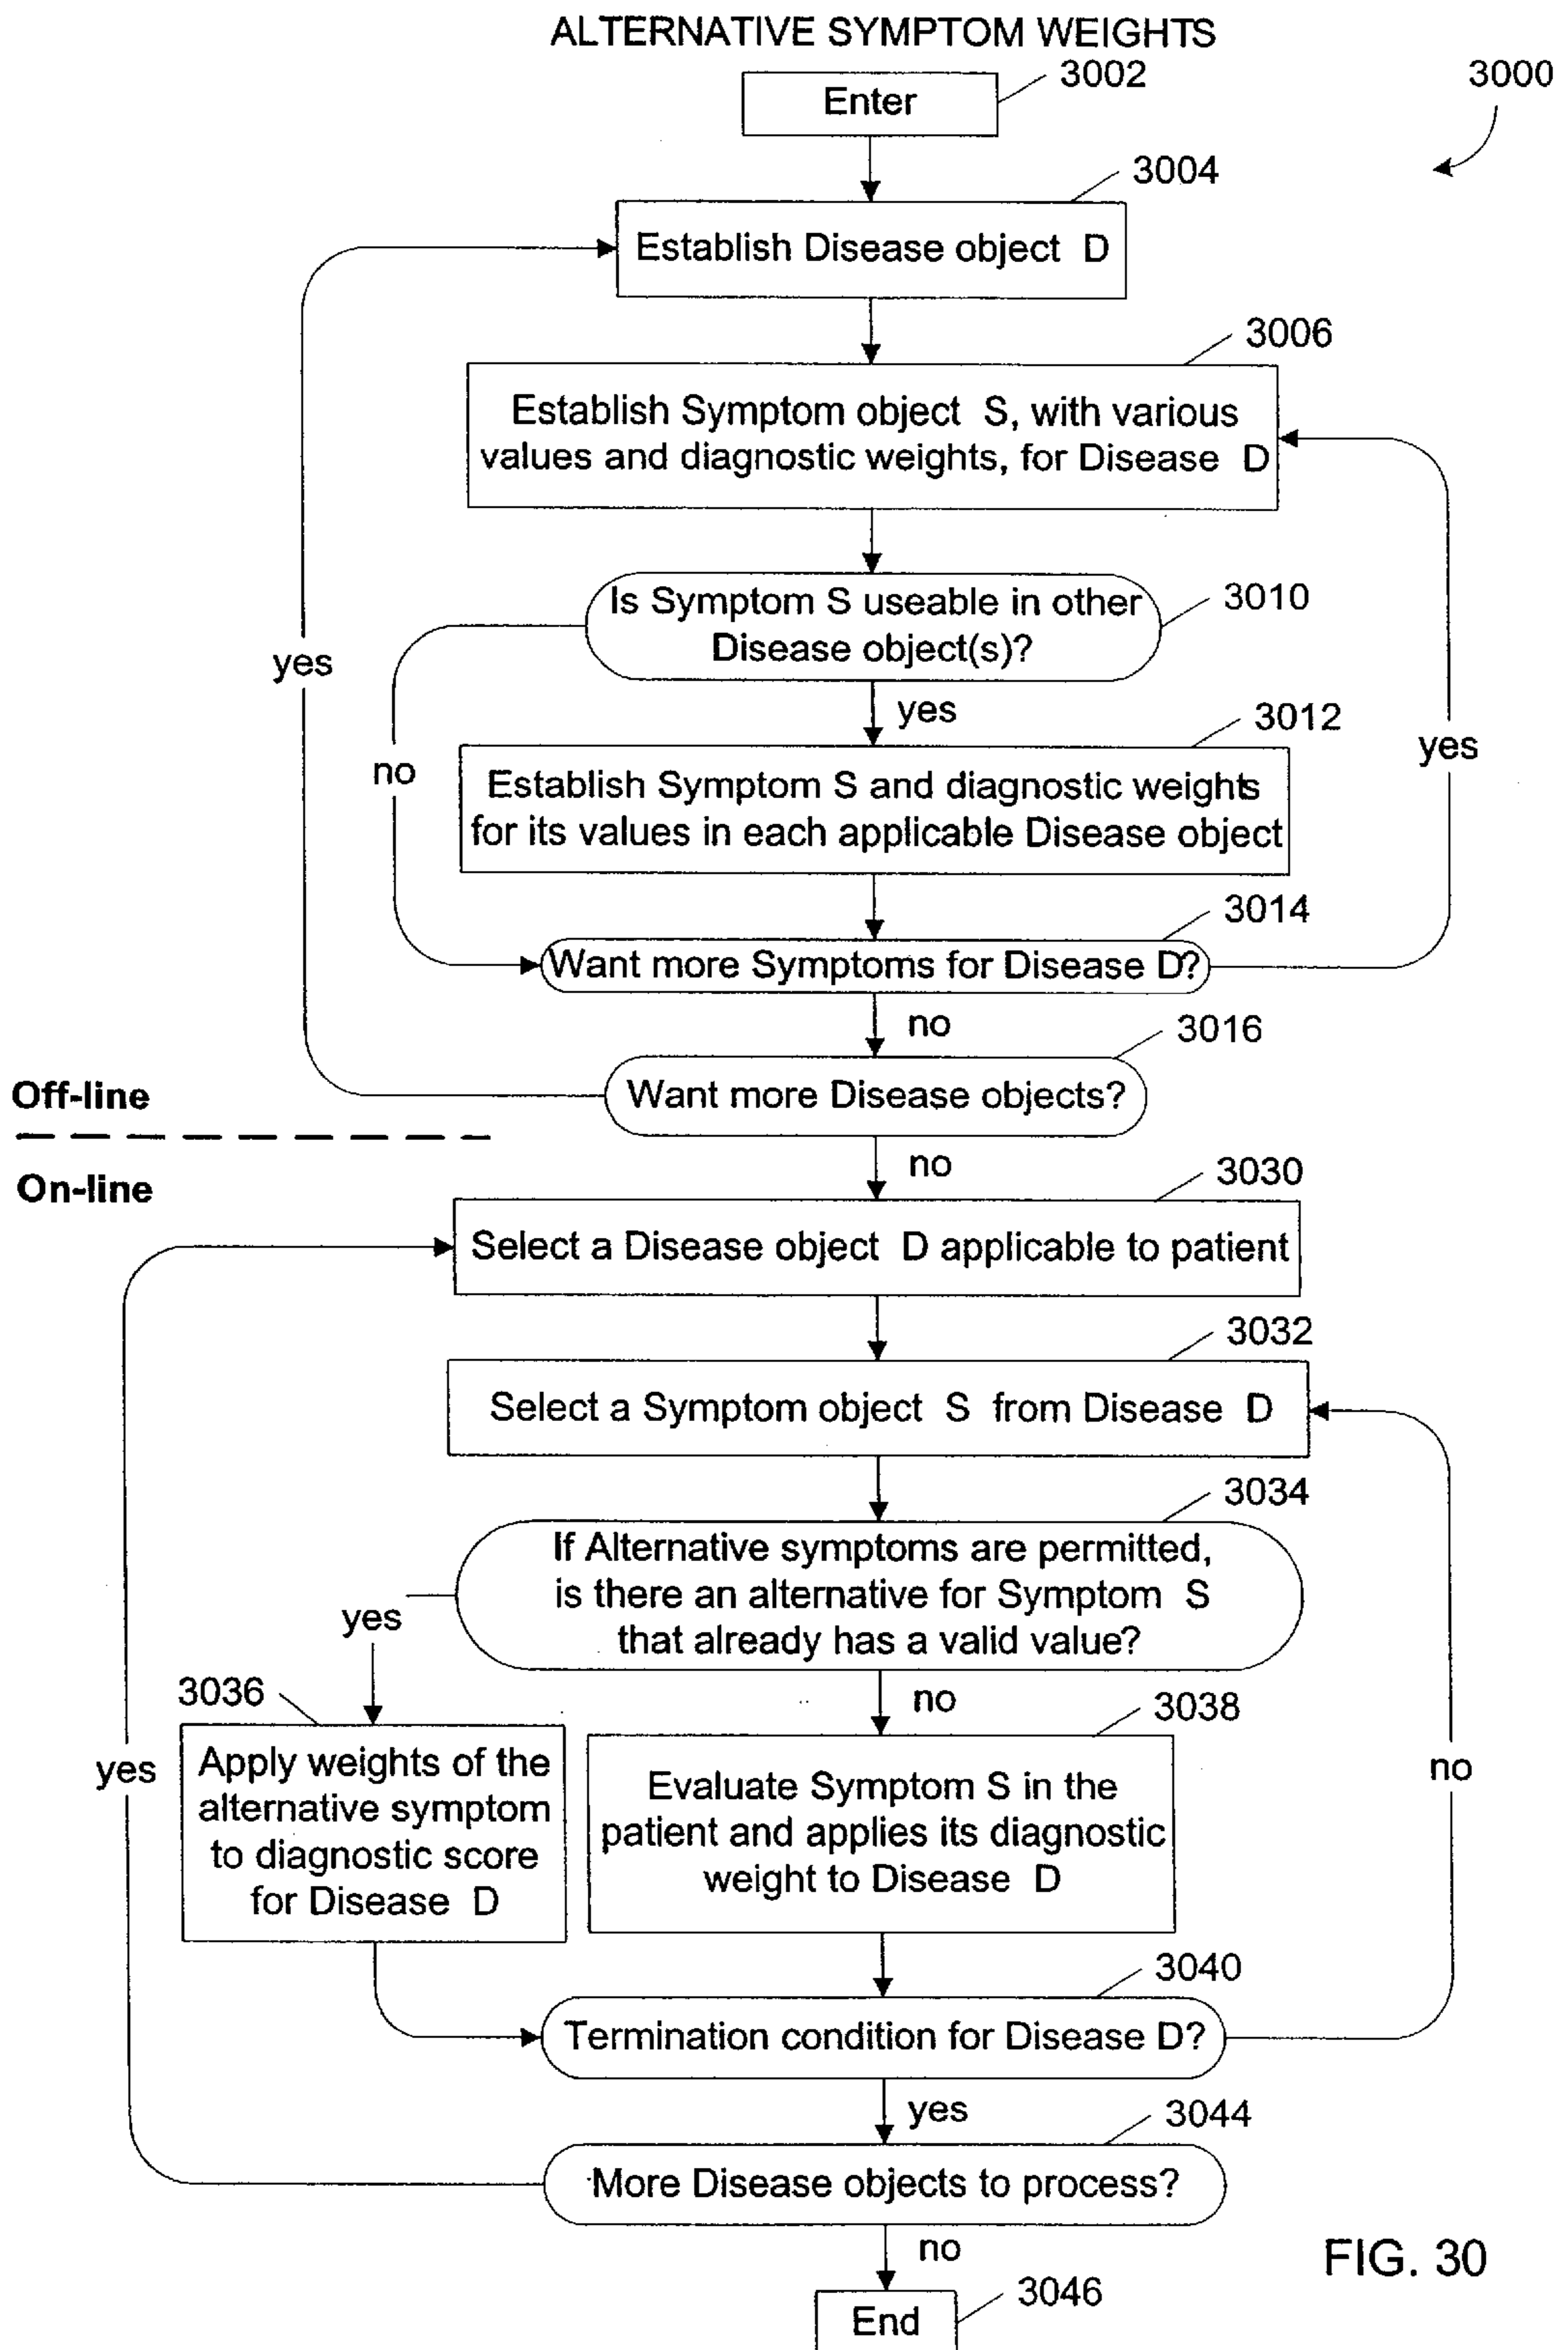 ALTERNATIVE SYMPTOM WEIGHTS
3002
3000
Enter
3004
Establish Disease object D
3006
Establish Symptom object S, with various
values and diagnostic weights, for Disease D
3010
Is Symptom S useable in other
Disease object(s)?
yes
yes
no
3012
yes
Establish Symptom S and diagnostic weights
for its values in each applicable Disease object
3014
Want more Symptoms for Disease D?
no
3016
Want more Disease objects?
Off-line
On-line
no
3030
Select a Disease object D applicable to patient
3032
Select a Symptom object S from Disease D
3034
If Alternative symptoms are permitted,
is there an alternative for Symptom S
that already has a valid value?
yes
no
3036
3038
yes
Apply weights of the
alternative symptom
to diagnostic score
for Disease D
Evaluate Symptom S in the
patient and applies its diagnostic
weight to Disease D
no
3040
Termination condition for Disease D?
yes
3044
More Disease objects to process?
no
3046
End
FIG. 30